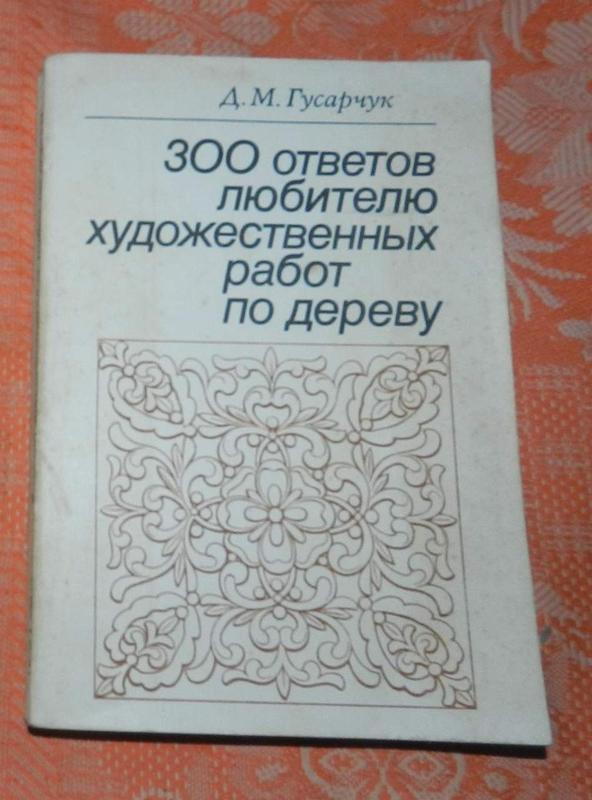 Д. М. Гусарчук
300 ответов
любителю
художественных
работ
по дереву